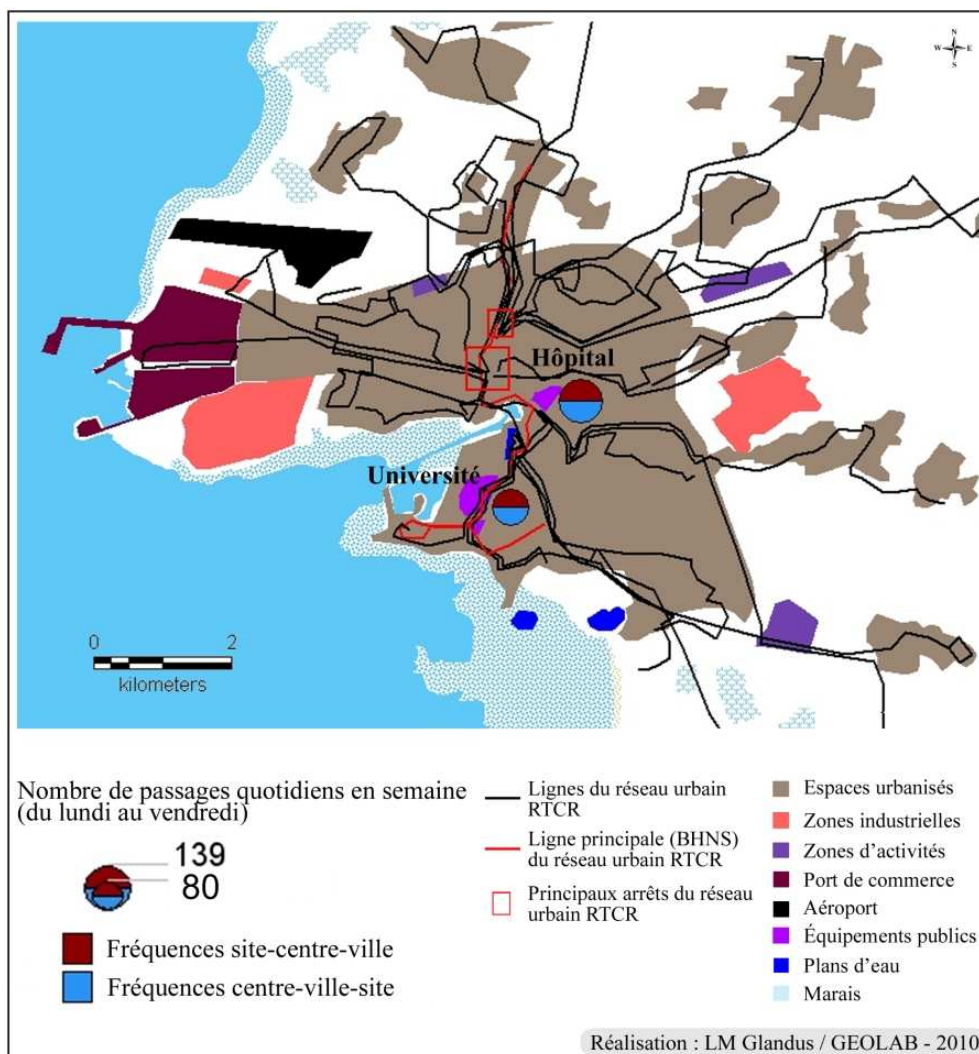 N
W E
S
Hôpital
Université
0 2
kilometers
Nombre de passages quotidiens en semaine
(du lundi au vendredi)
139
80
Fréquences site-centre-ville
Fréquences centre-ville-site
Lignes du réseau urbain
RTCR
Ligne principale (BHNS)
du réseau urbain RTCR
Principaux arrêts du réseau
urbain RTCR
Espaces urbanisés
Zones industrielles
Zones d'activités
Port de commerce
Aéroport
Équipements publics
Plans d'eau
Marais
Réalisation : LM Glandus / GEOLAB - 2010